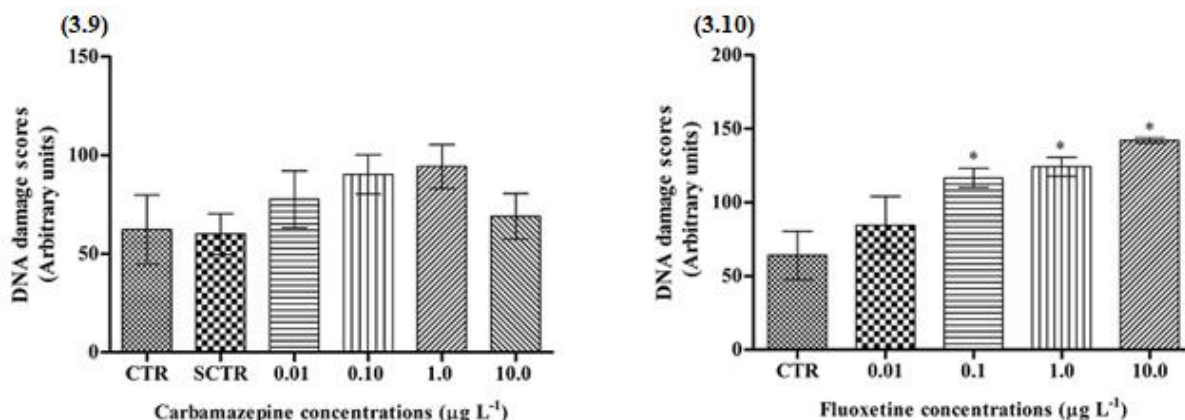 (3.9)
150
100
50
0
DNA damage scores
(Arbitrary units)
CTR SCTR 0.01 0.10 1.0 10.0
Carbamazepine concentrations (µg L⁻¹)
(3.10)
200
150
100
50
0
DNA damage scores
(Arbitrary units)
* * *
CTR 0.01 0.1 1.0 10.0
Fluoxetine concentrations (µg L⁻¹)